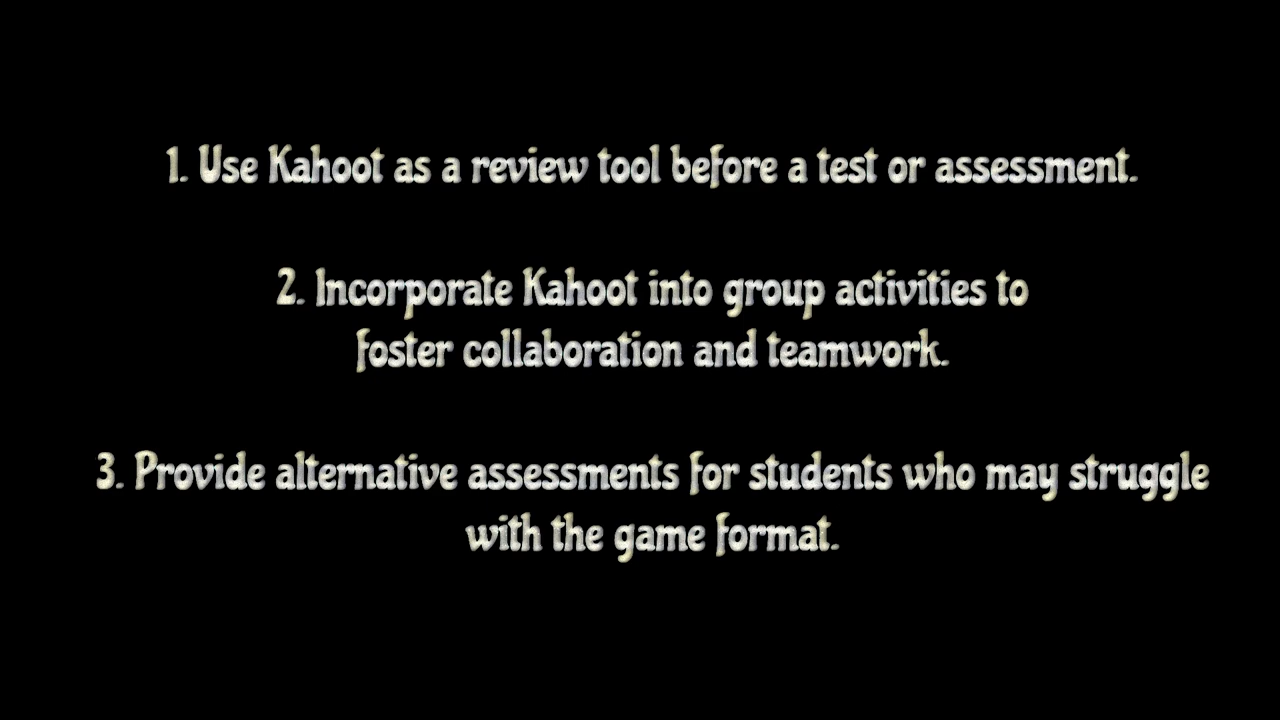 1. Use Kahoot as a review tool before a test or assessment.
2. Incorporate Kahoot into group activities to
foster collaboration and teamwork.
3. Provide alternative assessments for students who may struggle
with the game format.